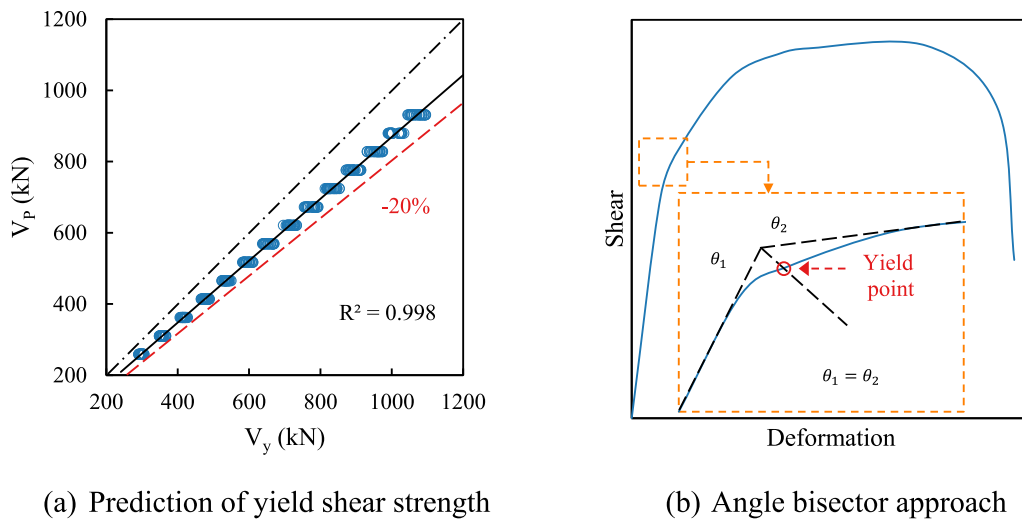 1200
1000
800
600
400
200
V_P (kN)
-20%
R² = 0.998
200 400 600 800 1000 1200
V_y (kN)
(a) Prediction of yield shear strength
Shear
θ₂
θ₁
Yield
point
θ₁ = θ₂
Deformation
(b) Angle bisector approach